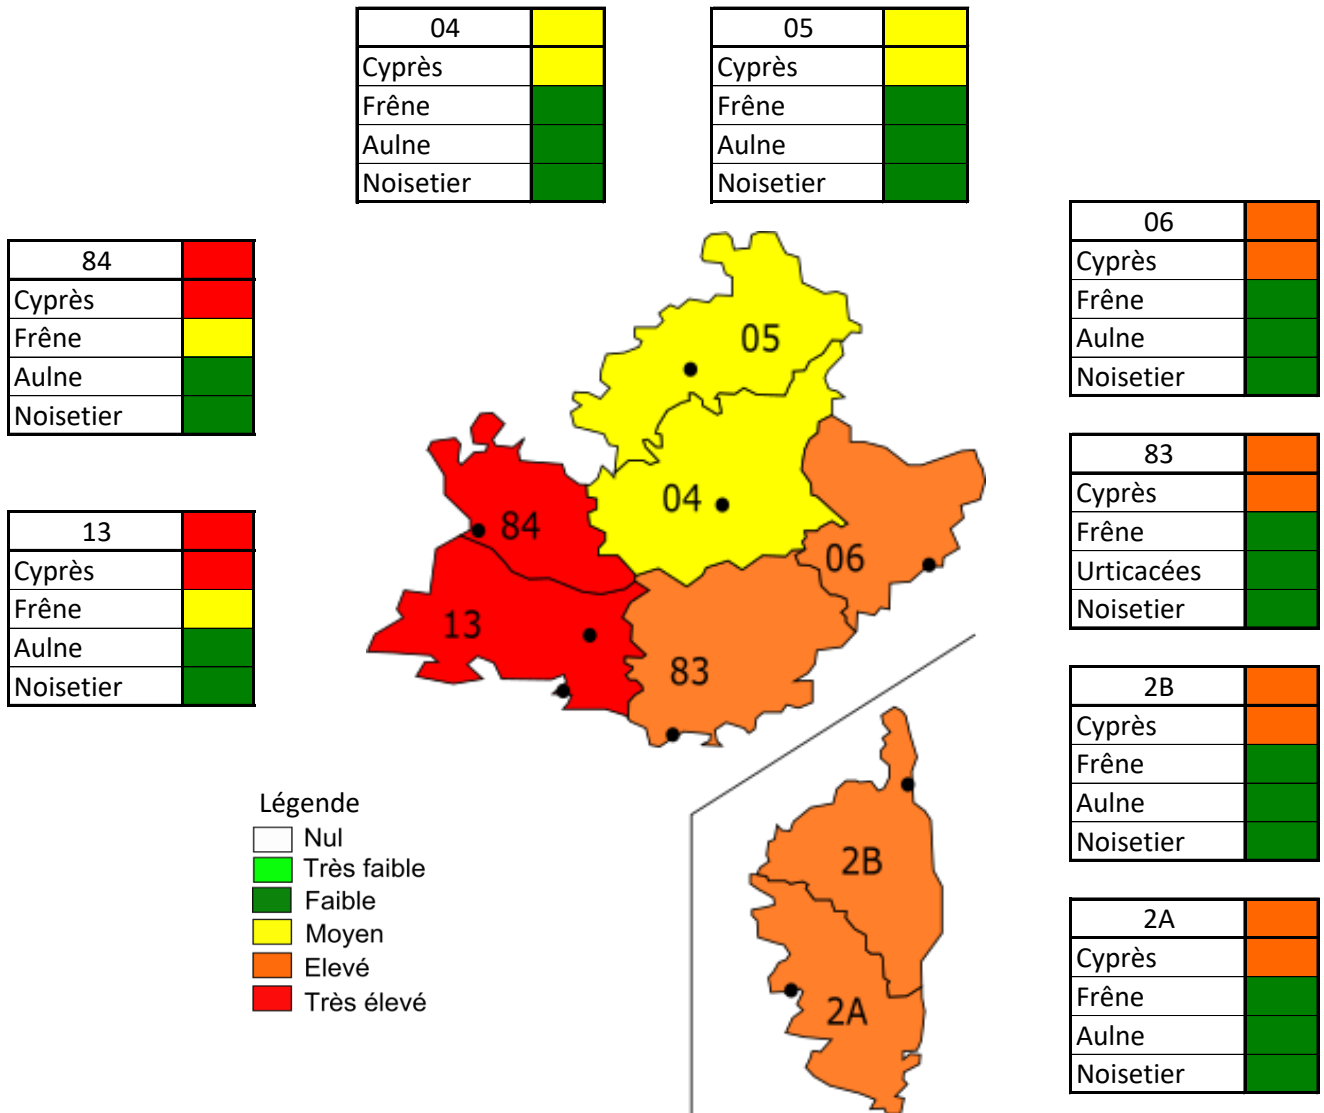 04
Cyprès
Frêne
Aulne
Noisetier
05
Cyprès
Frêne
Aulne
Noisetier
84
Cyprès
Frêne
Aulne
Noisetier
13
Cyprès
Frêne
Aulne
Noisetier
05
04
84
06
13
83
2B
2A
06
Cyprès
Frêne
Aulne
Noisetier
83
Cyprès
Frêne
Urticacées
Noisetier
2B
Cyprès
Frêne
Aulne
Noisetier
2A
Cyprès
Frêne
Aulne
Noisetier
Légende
Nul
Très faible
Faible
Moyen
Elevé
Très élevé